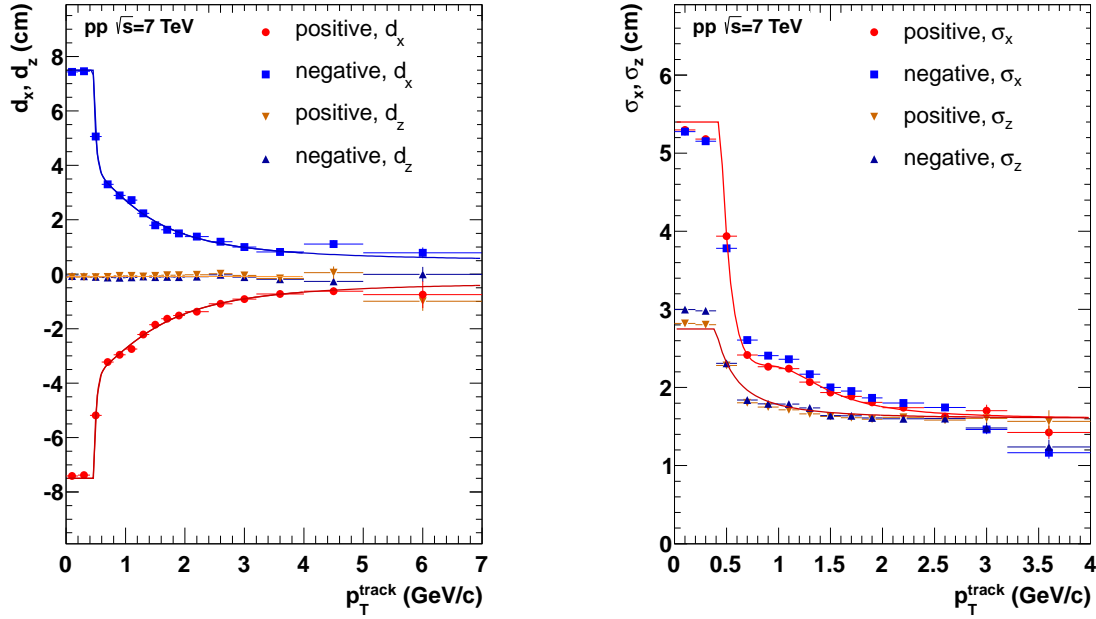 pp √s=7 TeV
positive, d_x
negative, d_x
positive, d_z
negative, d_z
d_x, d_z (cm)
8
6
4
2
0
-2
-4
-6
-8
0 1 2 3 4 5 6 7
p_T^track (GeV/c)
pp √s=7 TeV
positive, σ_x
negative, σ_x
positive, σ_z
negative, σ_z
σ_x, σ_z (cm)
6
5
4
3
2
1
0
0 0.5 1 1.5 2 2.5 3 3.5 4
p_T^track (GeV/c)